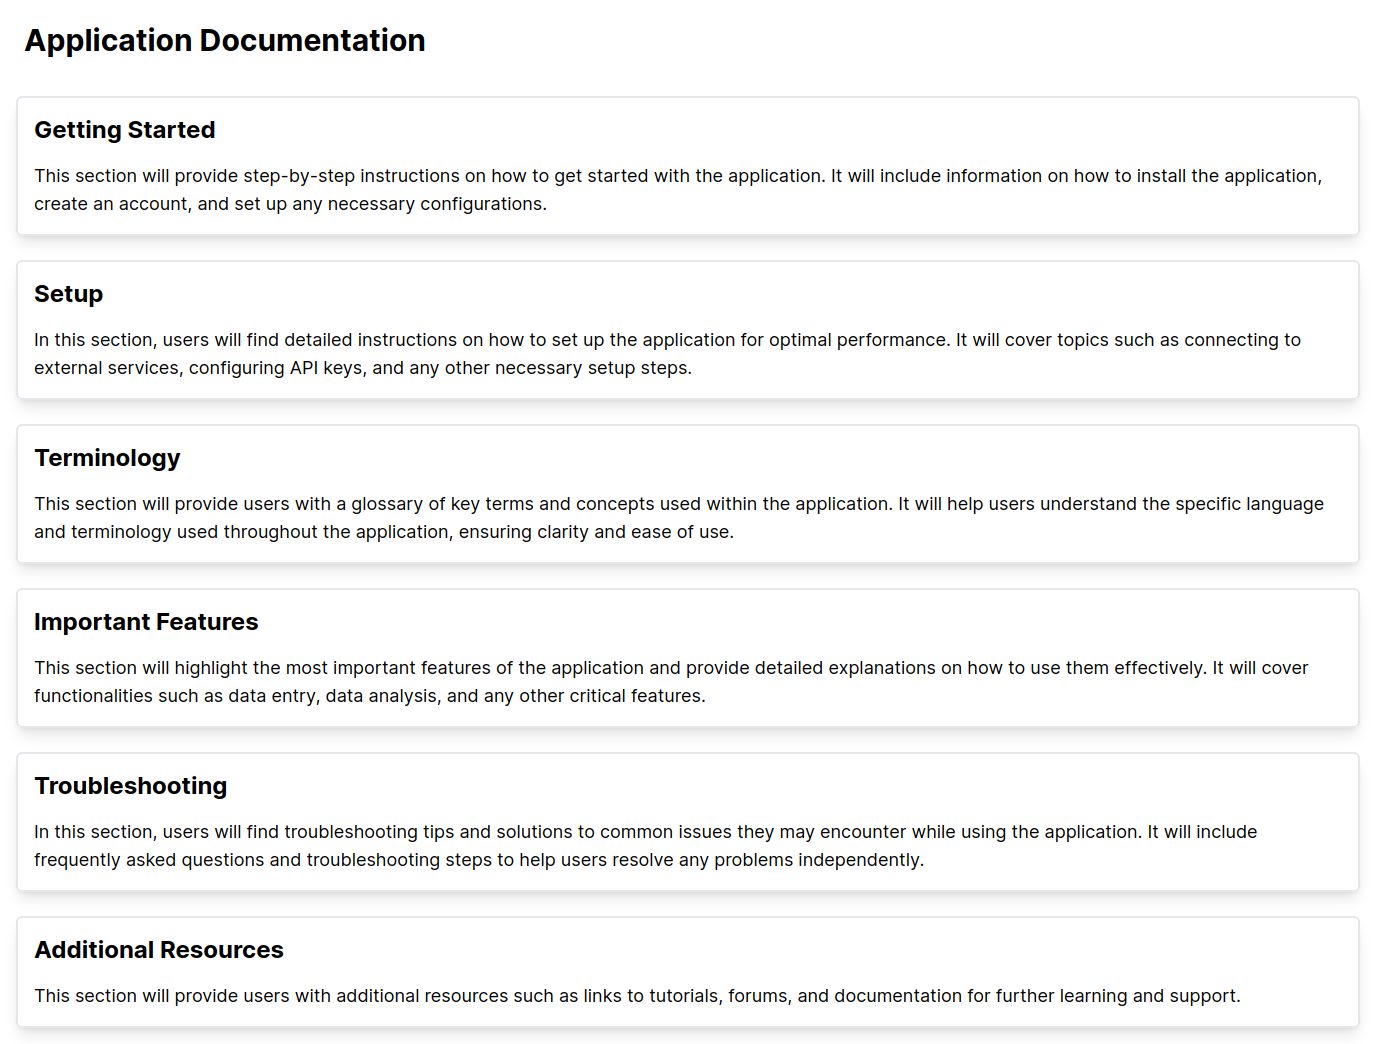 Application Documentation
Getting Started
This section will provide step-by-step instructions on how to get started with the application. It will include information on how to install the application,
create an account, and set up any necessary configurations.
Setup
In this section, users will find detailed instructions on how to set up the application for optimal performance. It will cover topics such as connecting to
external services, configuring API keys, and any other necessary setup steps.
Terminology
This section will provide users with a glossary of key terms and concepts used within the application. It will help users understand the specific language
and terminology used throughout the application, ensuring clarity and ease of use.
Important Features
This section will highlight the most important features of the application and provide detailed explanations on how to use them effectively. It will cover
functionalities such as data entry, data analysis, and any other critical features.
Troubleshooting
In this section, users will find troubleshooting tips and solutions to common issues they may encounter while using the application. It will include
frequently asked questions and troubleshooting steps to help users resolve any problems independently.
Additional Resources
This section will provide users with additional resources such as links to tutorials, forums, and documentation for further learning and support.